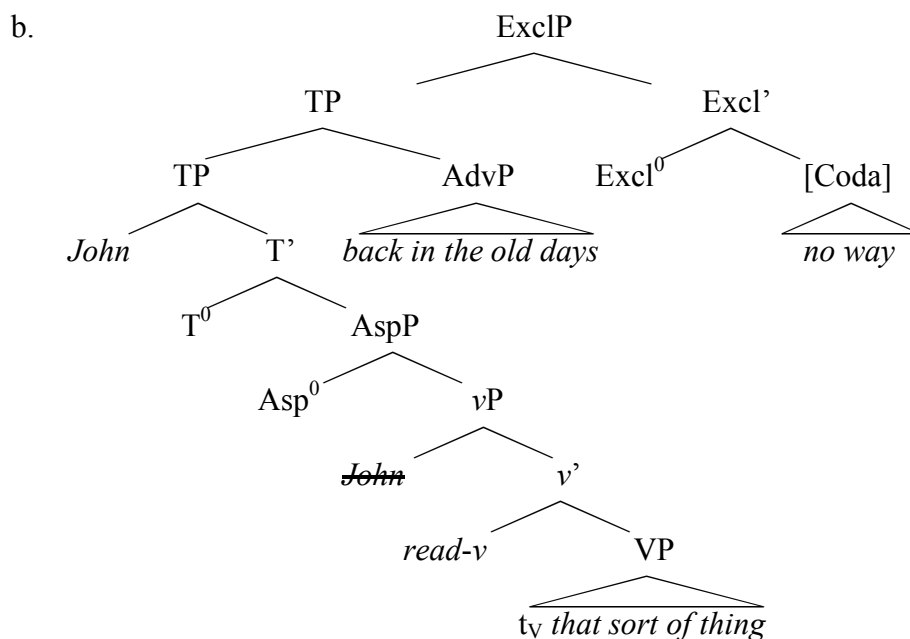 b. ExclP
TP Excl’
TP AdvP Excl⁰ [Coda]
John T’ back in the old days no way
T⁰ AspP
Asp⁰ vP
John v’
read-v VP
tᵥ that sort of thing